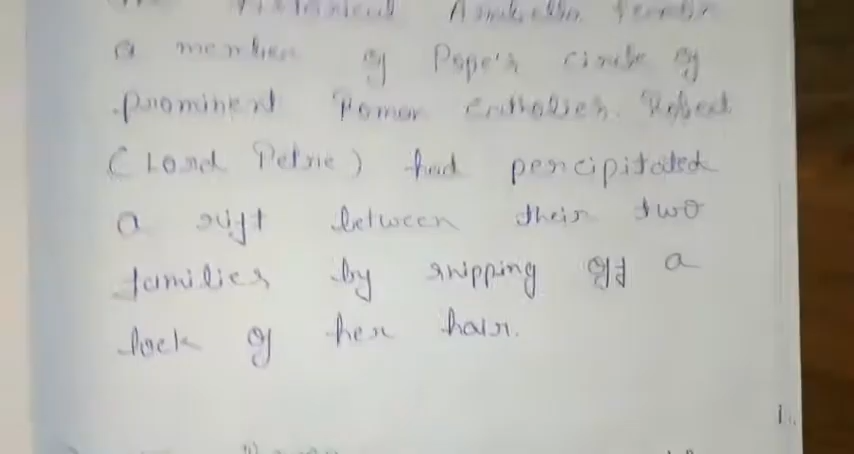 a member of Pope's circle of
prominent Roman Catholics. Robert
(Lord Petre) had percipitated
a rift between their two
families by snipping off a
lock of her hair.